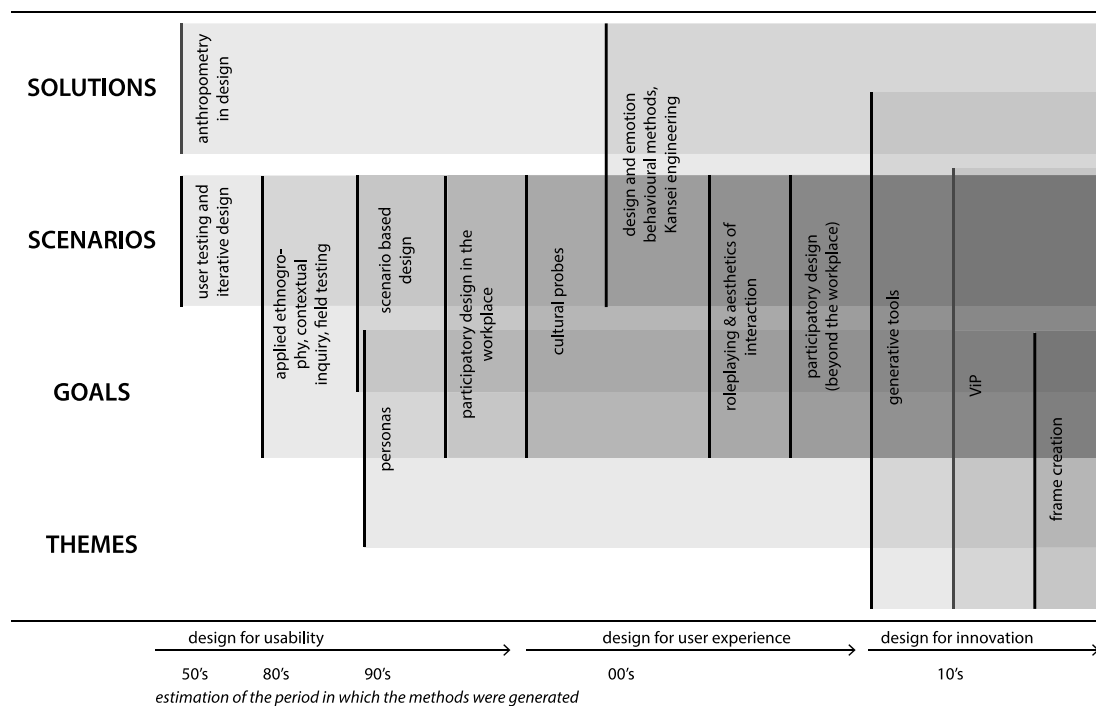 SOLUTIONS
anthropometry
in design
design and emotion
behavioural methods,
Kansei engineering
SCENARIOS
user testing and
iterative design
applied ethnogro-
phy, contextual
inquiry, field testing
scenario based
design
participatory design in the
workplace
cultural probes
roleplaying & aesthetics of
interaction
participatory design
(beyond the workplace)
generative tools
ViP
GOALS
personas
frame creation
THEMES
design for usability
design for user experience
design for innovation
50's
80's
90's
00's
10's
estimation of the period in which the methods were generated